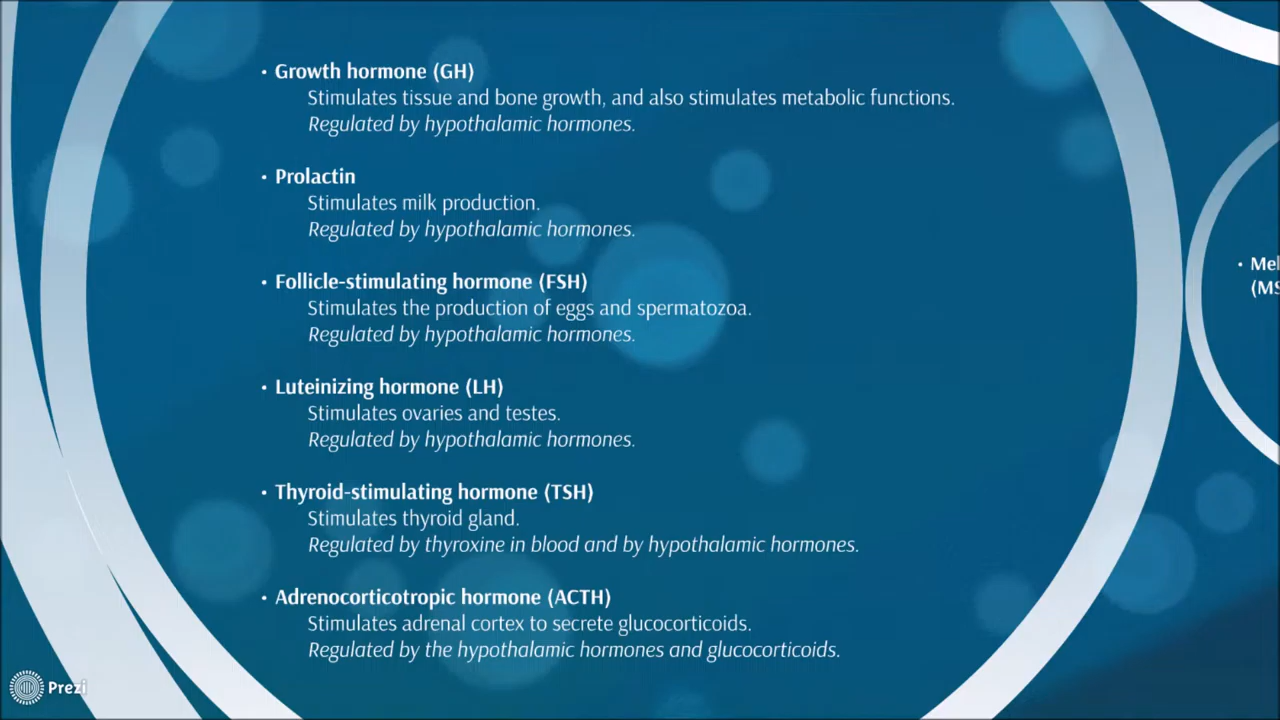 • Growth hormone (GH)
Stimulates tissue and bone growth, and also stimulates metabolic functions.
Regulated by hypothalamic hormones.
• Prolactin
Stimulates milk production.
Regulated by hypothalamic hormones.
• Follicle-stimulating hormone (FSH)
Stimulates the production of eggs and spermatozoa.
Regulated by hypothalamic hormones.
• Luteinizing hormone (LH)
Stimulates ovaries and testes.
Regulated by hypothalamic hormones.
• Thyroid-stimulating hormone (TSH)
Stimulates thyroid gland.
Regulated by thyroxine in blood and by hypothalamic hormones.
• Adrenocorticotropic hormone (ACTH)
Stimulates adrenal cortex to secrete glucocorticoids.
Regulated by the hypothalamic hormones and glucocorticoids.
• Mel
(MS
Prezi